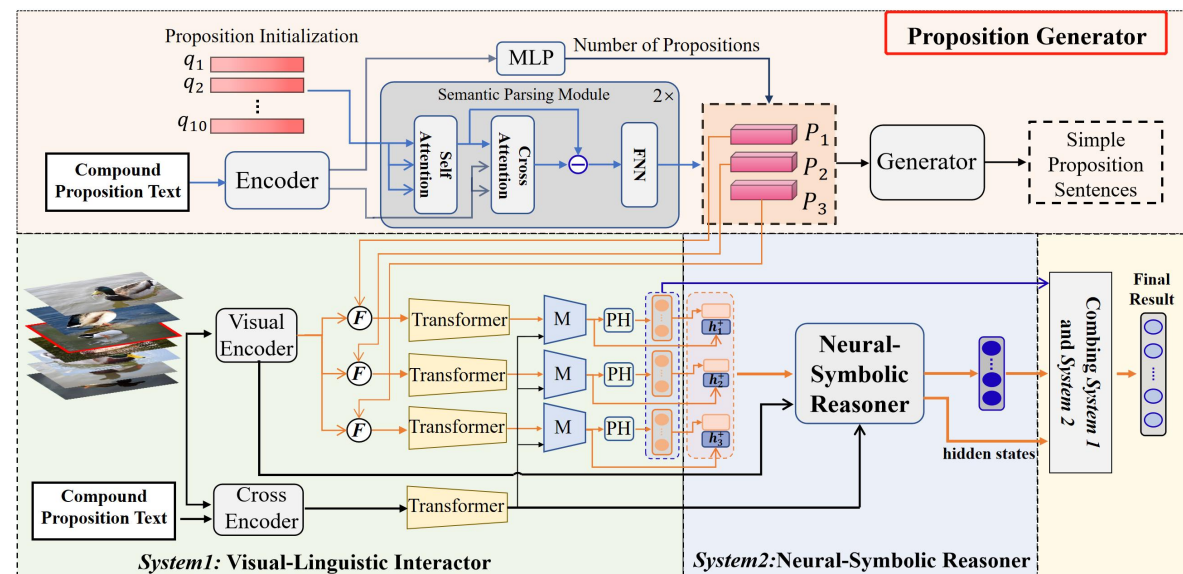 Proposition Generator
Proposition Initialization
q1
q2
⋮
q10
Number of Propositions
MLP
Semantic Parsing Module
2×
Self
Attention
Cross
Attention
−
FNN
P1
P2
P3
Generator
Simple
Proposition
Sentences
Compound
Proposition Text
Encoder
Visual
Encoder
F
Transformer
M
PH
h1+
F
Transformer
M
PH
h2+
F
Transformer
M
PH
h3+
Neural-
Symbolic
Reasoner
hidden states
Combing System 1
and System 2
Final
Result
Compound
Proposition Text
Cross
Encoder
Transformer
System1: Visual-Linguistic Interactor
System2:Neural-Symbolic Reasoner